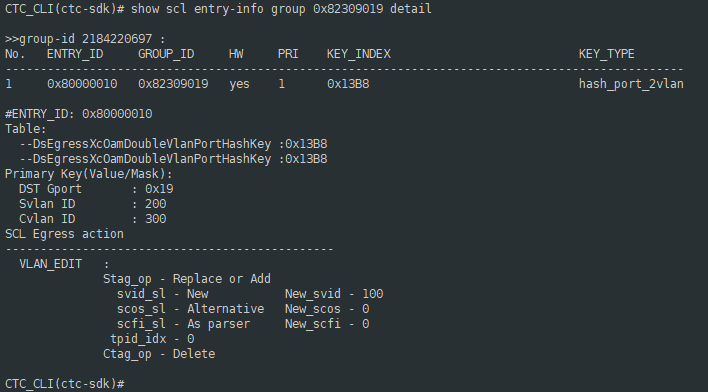 CTC_CLI(ctc-sdk)# show scl entry-info group 0x82309019 detail
>>group-id 2184220697 :
No.   ENTRY_ID    GROUP_ID   HW    PRI    KEY_INDEX                          KEY_TYPE
-------------------------------------------------------------------------------------------------
1     0x80000010  0x82309019  yes   1      0x13B8                             hash_port_2vlan
#ENTRY_ID: 0x80000010
Table:
  --DsEgressXcOamDoubleVlanPortHashKey :0x13B8
  --DsEgressXcOamDoubleVlanPortHashKey :0x13B8
Primary Key(Value/Mask):
  DST Gport       : 0x19
  Svlan ID        : 200
  Cvlan ID        : 300
SCL Egress action
-----------------------------------------------
  VLAN_EDIT   :
              Stag_op - Replace or Add
                svid_sl - New           New_svid - 100
                scos_sl - Alternative   New_scos - 0
                scfi_sl - As parser     New_scfi - 0
               tpid_idx - 0
              Ctag_op - Delete
CTC_CLI(ctc-sdk)#